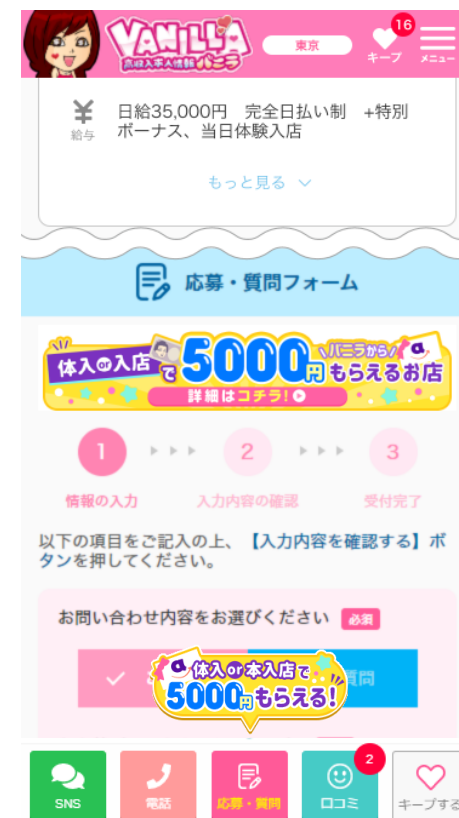 VANILLA
高収入求人情報バニラ
東京
16
キープ
メニュー
給与
日給35,000円 完全日払い制 +特別
ボーナス、当日体験入店
もっと見る
応募・質問フォーム
体入or入店で5000円バニラからもらえるお店
詳細はコチラ!
1 2 3
情報の入力 入力内容の確認 受付完了
以下の項目をご記入の上、【入力内容を確認する】ボ
タンを押してください。
お問い合わせ内容をお選びください 必須
質問
体入or本入店で
5000円もらえる!
2
SNS 電話 応募・質問 口コミ キープする